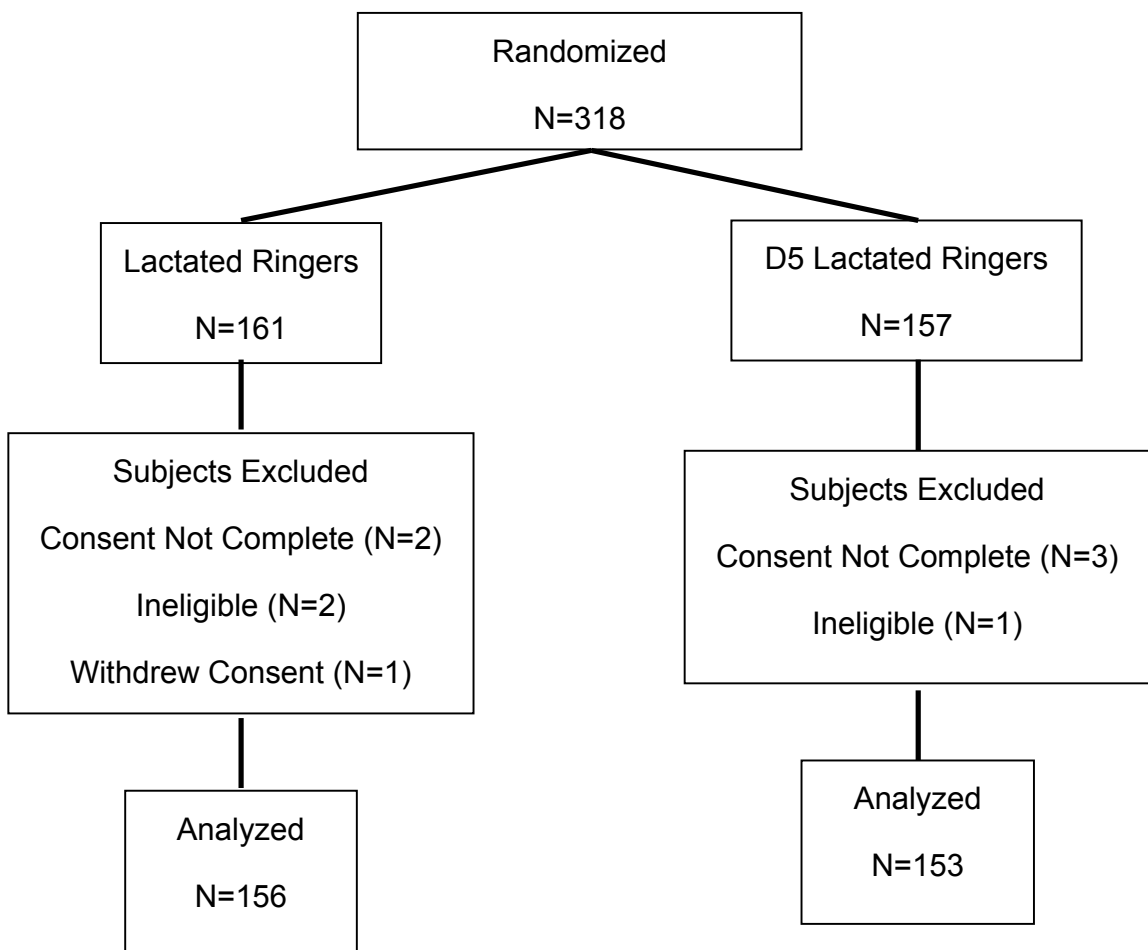 Randomized
N=318
Lactated Ringers
N=161
D5 Lactated Ringers
N=157
Subjects Excluded
Consent Not Complete (N=2)
Ineligible (N=2)
Withdrew Consent (N=1)
Subjects Excluded
Consent Not Complete (N=3)
Ineligible (N=1)
Analyzed
N=156
Analyzed
N=153